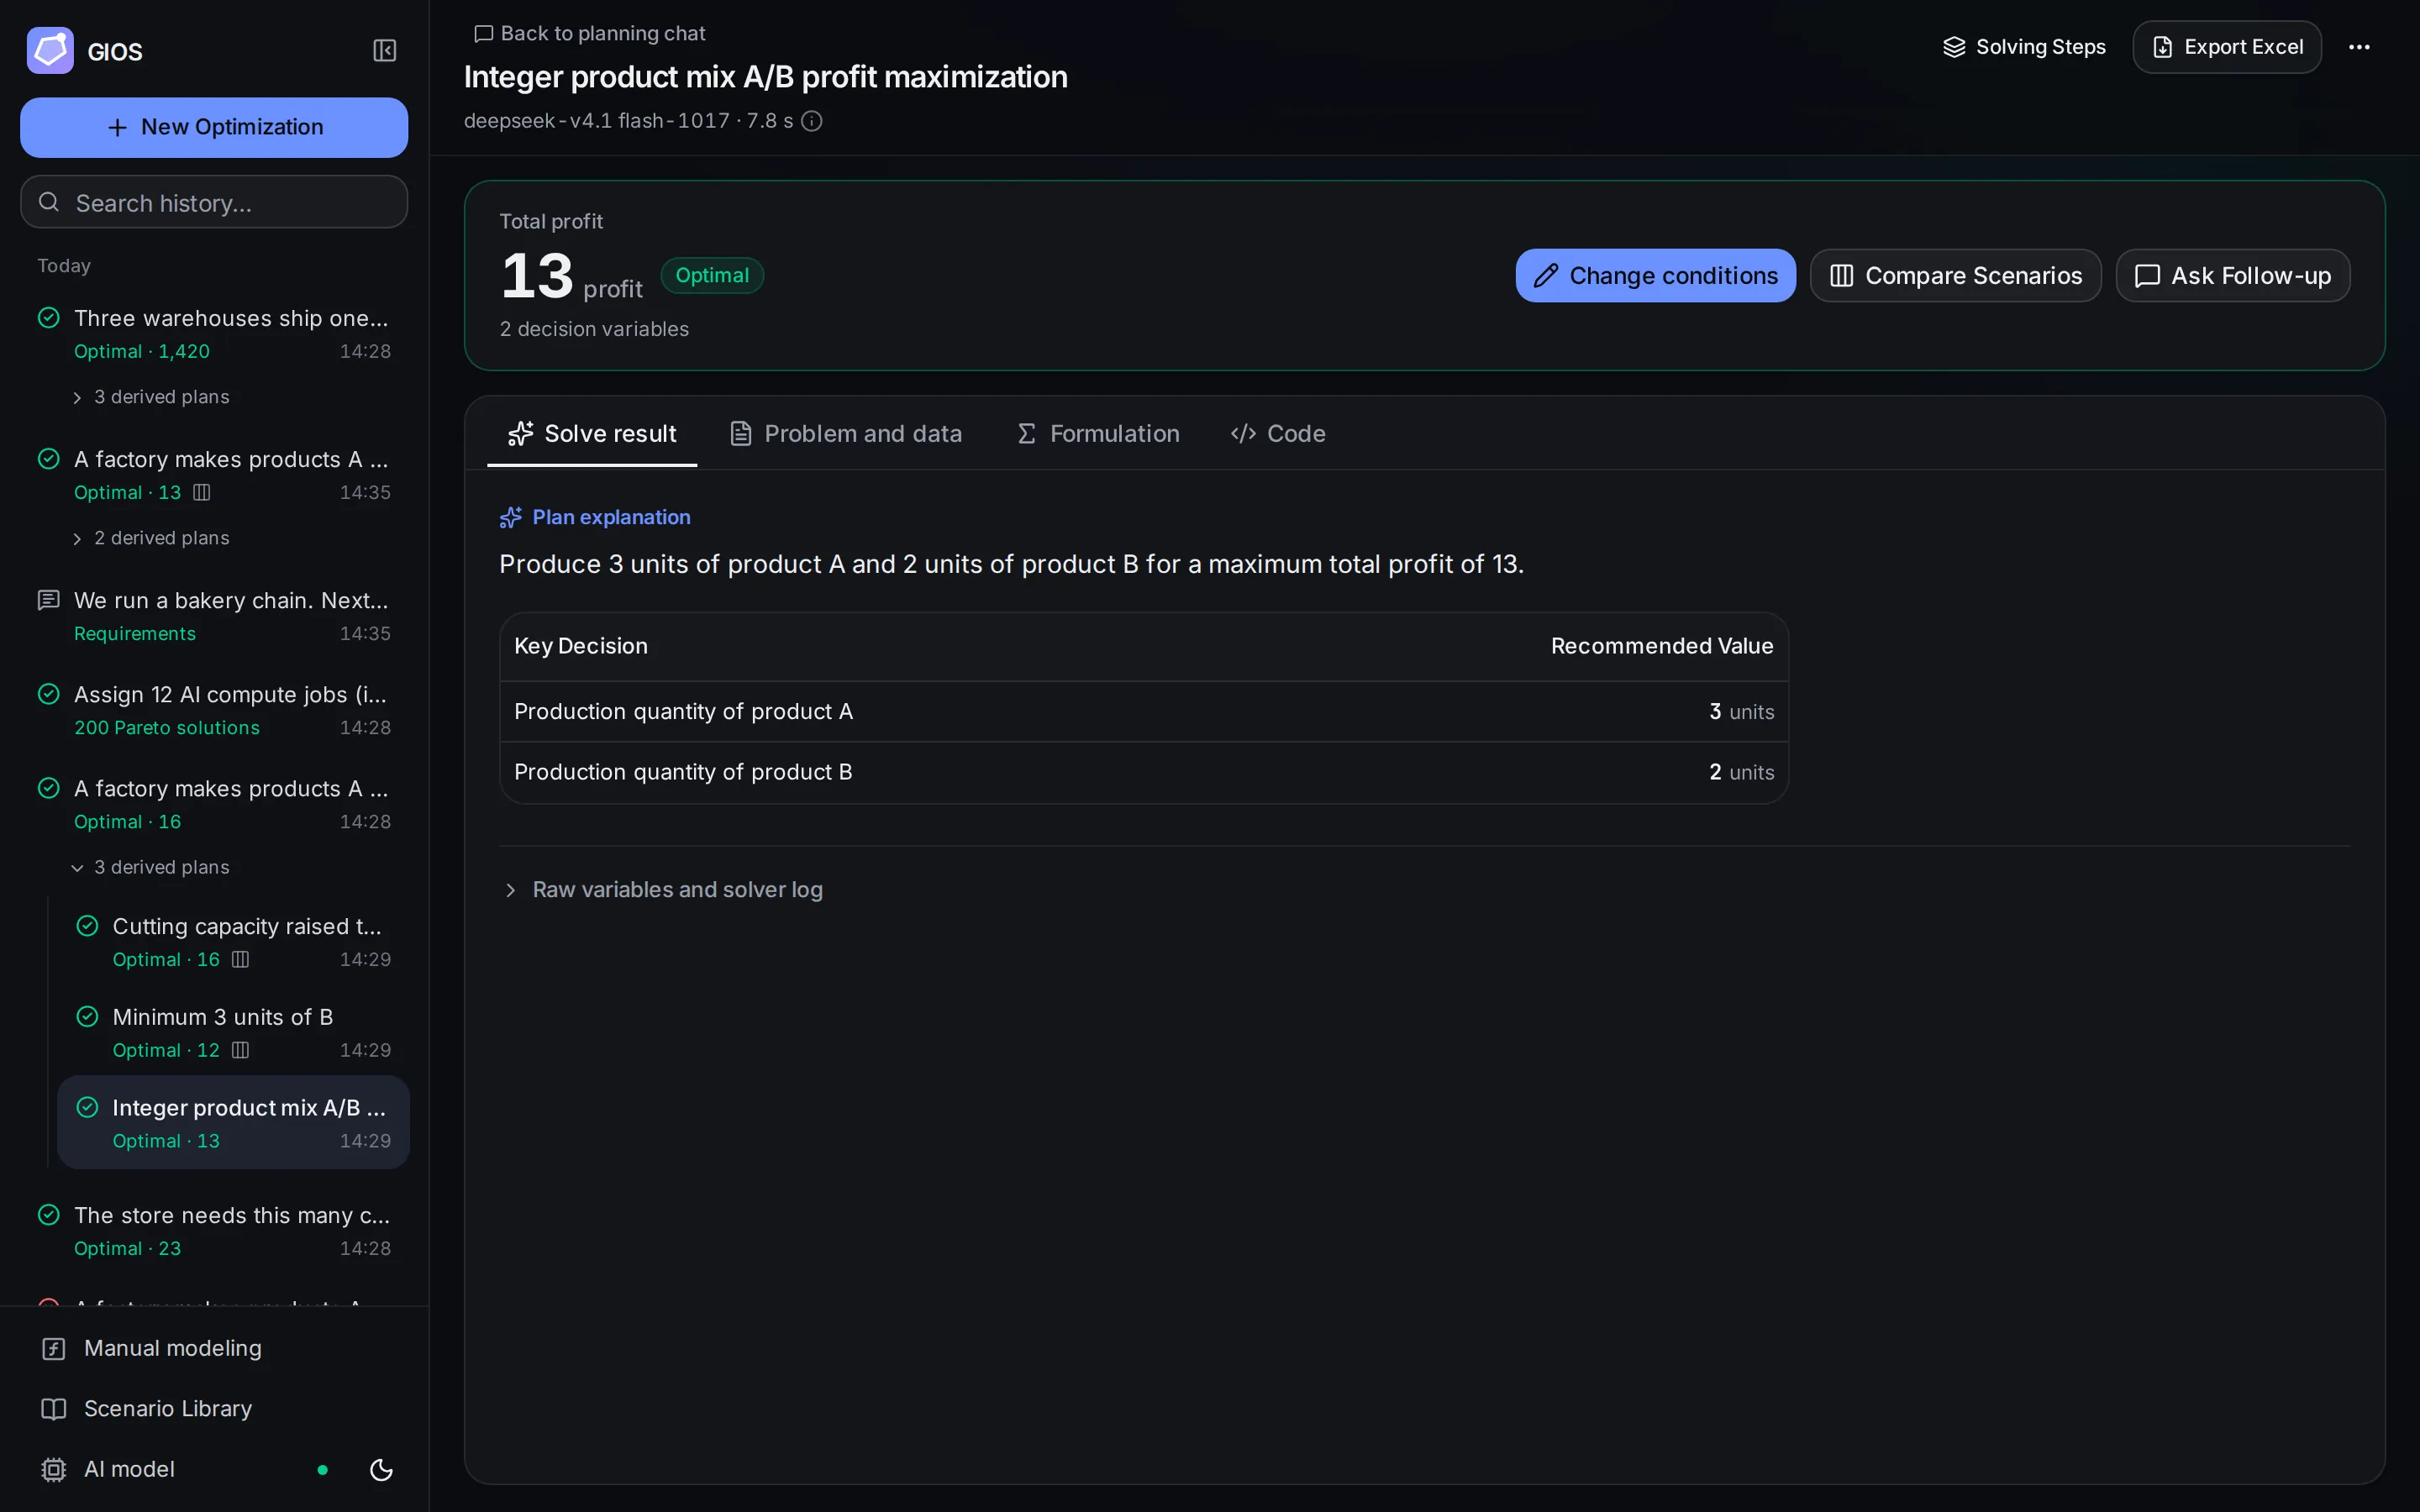 GIOS
New Optimization
Search history...
Today
Three warehouses ship one...
Optimal · 1,420 14:28
3 derived plans
A factory makes products A ...
Optimal · 13 14:35
2 derived plans
We run a bakery chain. Next...
Requirements 14:35
Assign 12 AI compute jobs (i...
200 Pareto solutions 14:28
A factory makes products A ...
Optimal · 16 14:28
3 derived plans
Cutting capacity raised t...
Optimal · 16 14:29
Minimum 3 units of B
Optimal · 12 14:29
Integer product mix A/B ...
Optimal · 13 14:29
The store needs this many c...
Optimal · 23 14:28
Manual modeling
Scenario Library
AI model
Back to planning chat
Integer product mix A/B profit maximization
deepseek-v4.1 flash-1017 · 7.8 s
Solving Steps
Export Excel
Total profit
13 profit Optimal
2 decision variables
Change conditions
Compare Scenarios
Ask Follow-up
Solve result
Problem and data
Formulation
Code
Plan explanation
Produce 3 units of product A and 2 units of product B for a maximum total profit of 13.
Key Decision Recommended Value
Production quantity of product A 3 units
Production quantity of product B 2 units
Raw variables and solver log